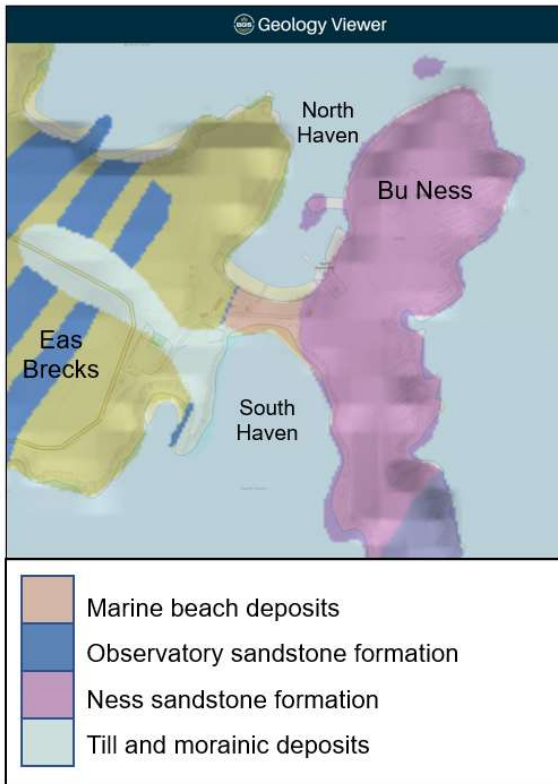 BGS Geology Viewer
North
Haven
Bu Ness
Eas
Brecks
South
Haven
Marine beach deposits
Observatory sandstone formation
Ness sandstone formation
Till and morainic deposits